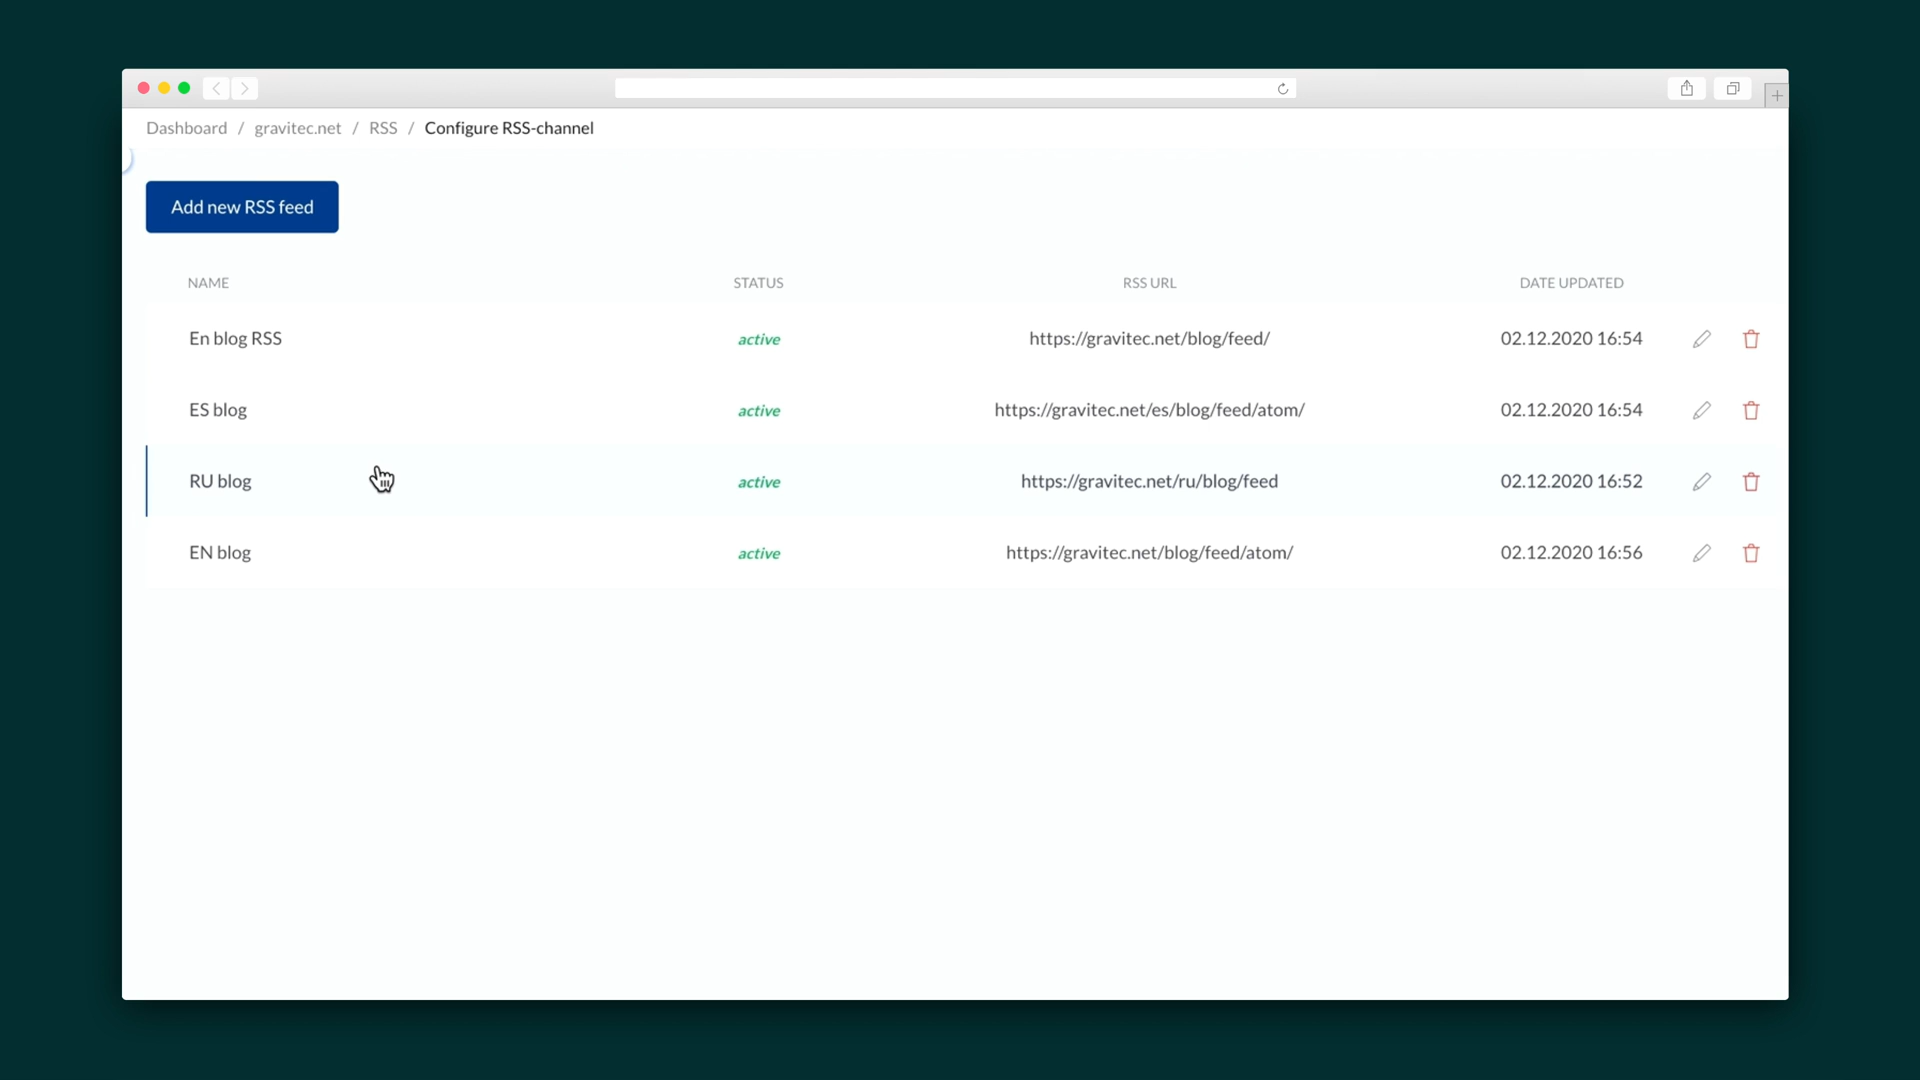 Dashboard / gravitec.net / RSS / Configure RSS-channel
Add new RSS feed
NAME STATUS RSS URL DATE UPDATED
En blog RSS active https://gravitec.net/blog/feed/ 02.12.2020 16:54
ES blog active https://gravitec.net/es/blog/feed/atom/ 02.12.2020 16:54
RU blog active https://gravitec.net/ru/blog/feed 02.12.2020 16:52
EN blog active https://gravitec.net/blog/feed/atom/ 02.12.2020 16:56